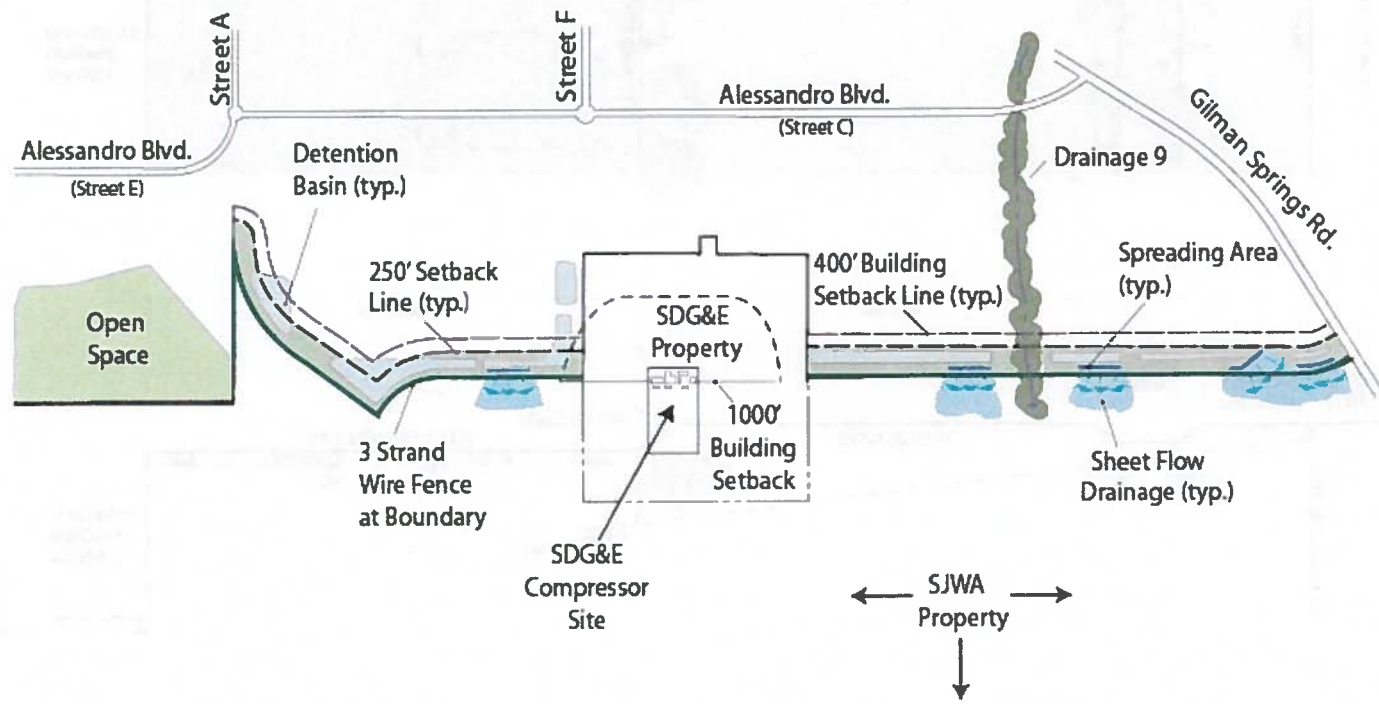 Street A
Street F
Alessandro Blvd.
(Street C)
Gilman Springs Rd.
Alessandro Blvd.
(Street E)
Detention
Basin (typ.)
Drainage 9
250' Setback
Line (typ.)
400' Building
Setback Line (typ.)
Spreading Area
(typ.)
Open
Space
SDG&E
Property
1000'
Building
Setback
3 Strand
Wire Fence
at Boundary
Sheet Flow
Drainage (typ.)
SDG&E
Compressor
Site
SJWA
Property